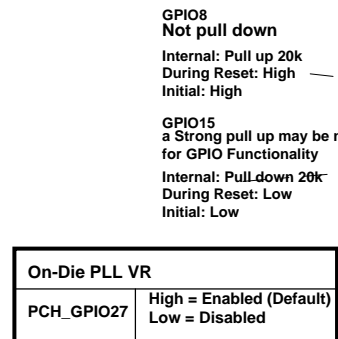 GPIO8
Not pull down
Internal: Pull up 20k
During Reset: High
Initial: High
GPIO15
a Strong pull up may be
for GPIO Functionality
Internal: Pull down 20k
During Reset: Low
Initial: Low
On-Die PLL VR
PCH_GPIO27
High = Enabled (Default)
Low = Disabled